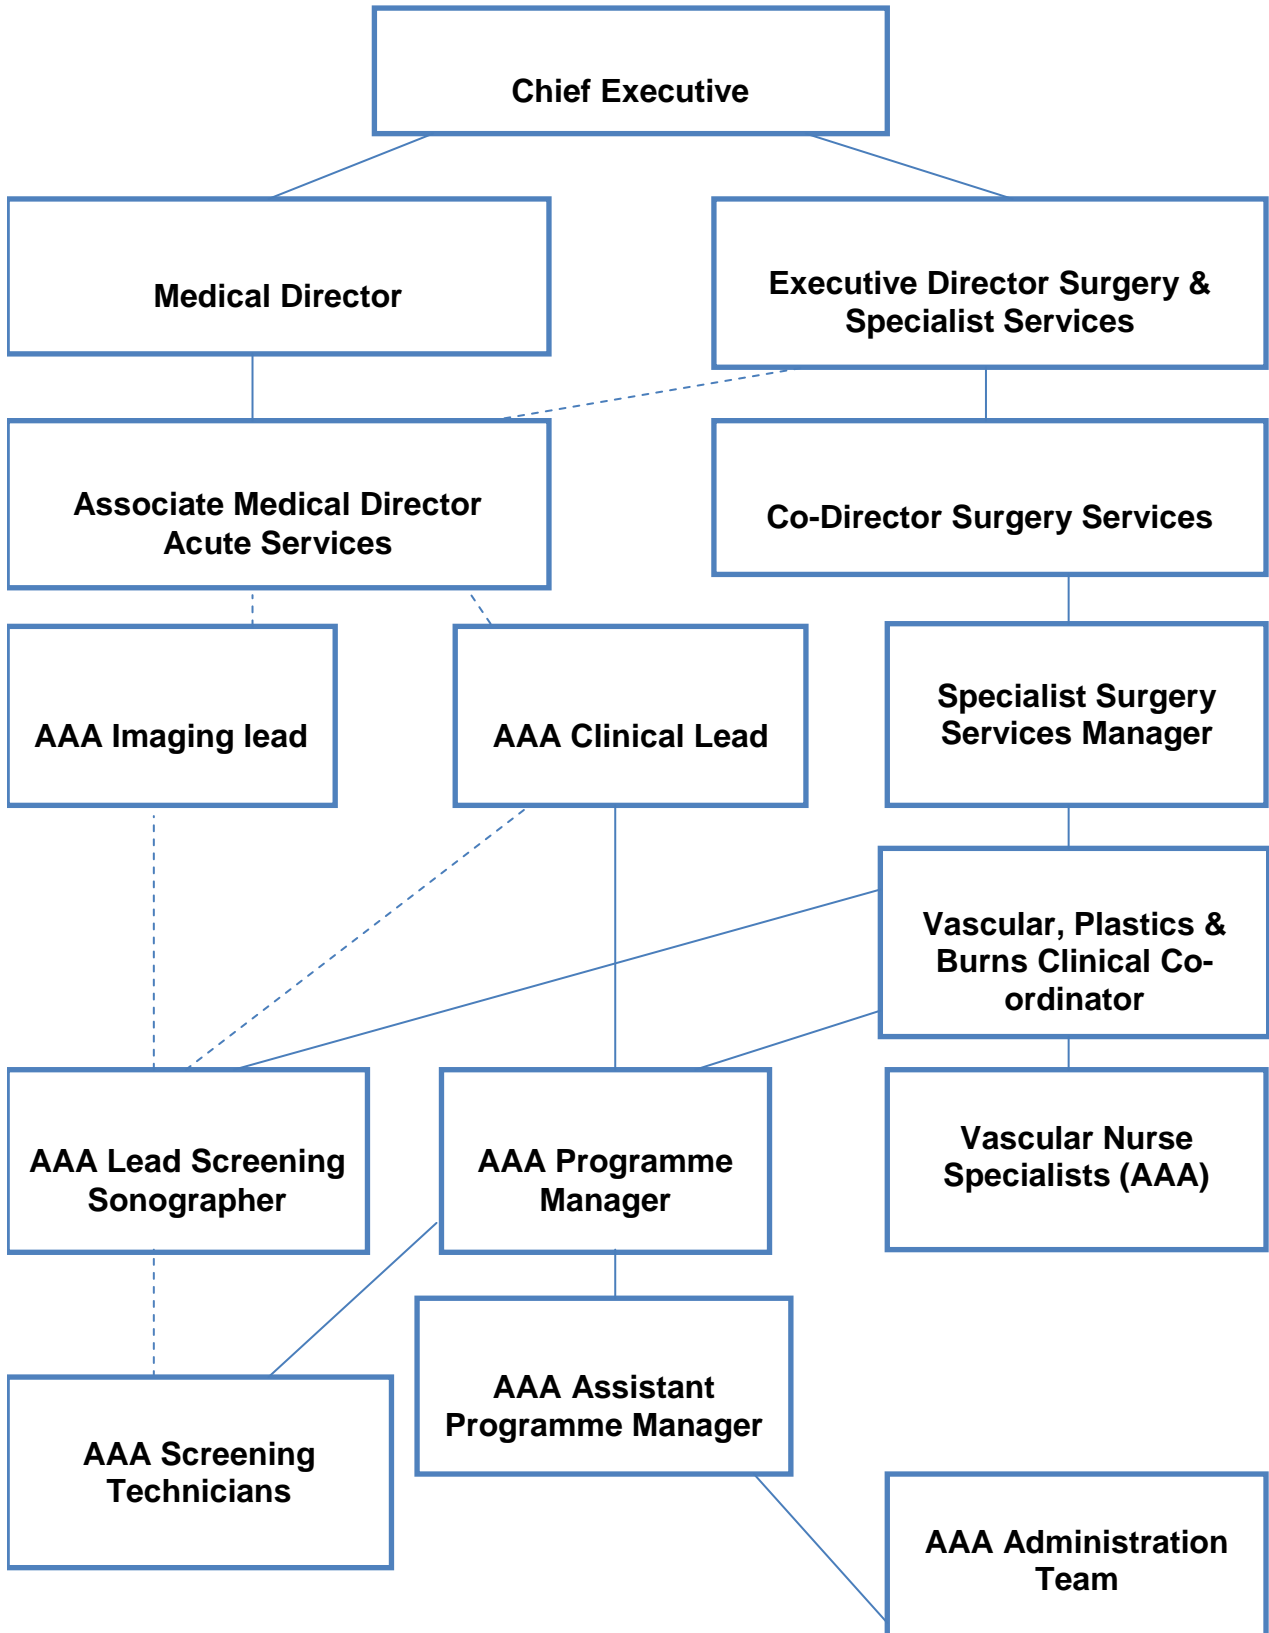 Chief Executive
Medical Director
Executive Director Surgery &
Specialist Services
Associate Medical Director
Acute Services
Co-Director Surgery Services
AAA Imaging lead
AAA Clinical Lead
Specialist Surgery
Services Manager
Vascular, Plastics &
Burns Clinical Co-
ordinator
AAA Lead Screening
Sonographer
AAA Programme
Manager
Vascular Nurse
Specialists (AAA)
AAA Assistant
Programme Manager
AAA Screening
Technicians
AAA Administration
Team